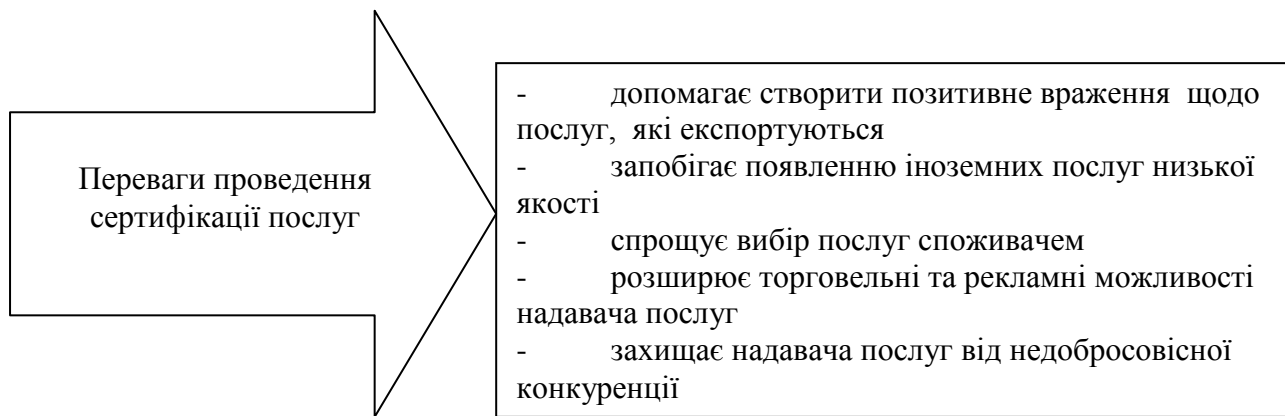 Переваги проведення
сертифікації послуг
- допомагає створити позитивне враження щодо
послуг, які експортуються
- запобігає появленню іноземних послуг низької
якості
- спрощує вибір послуг споживачем
- розширює торговельні та рекламні можливості
надавача послуг
- захищає надавача послуг від недобросовісної
конкуренції